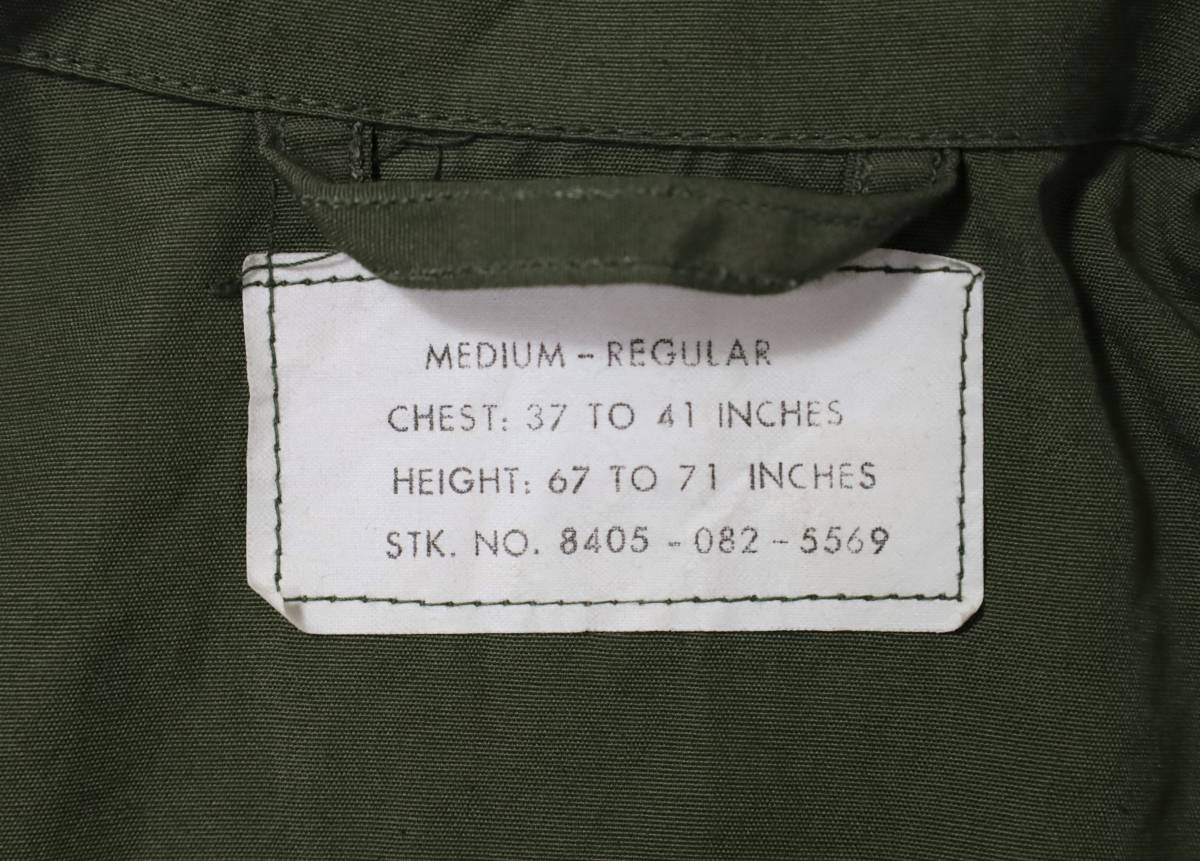 MEDIUM - REGULAR
CHEST: 37 TO 41 INCHES
HEIGHT: 67 TO 71 INCHES
STK. NO. 8405 - 082 - 5569